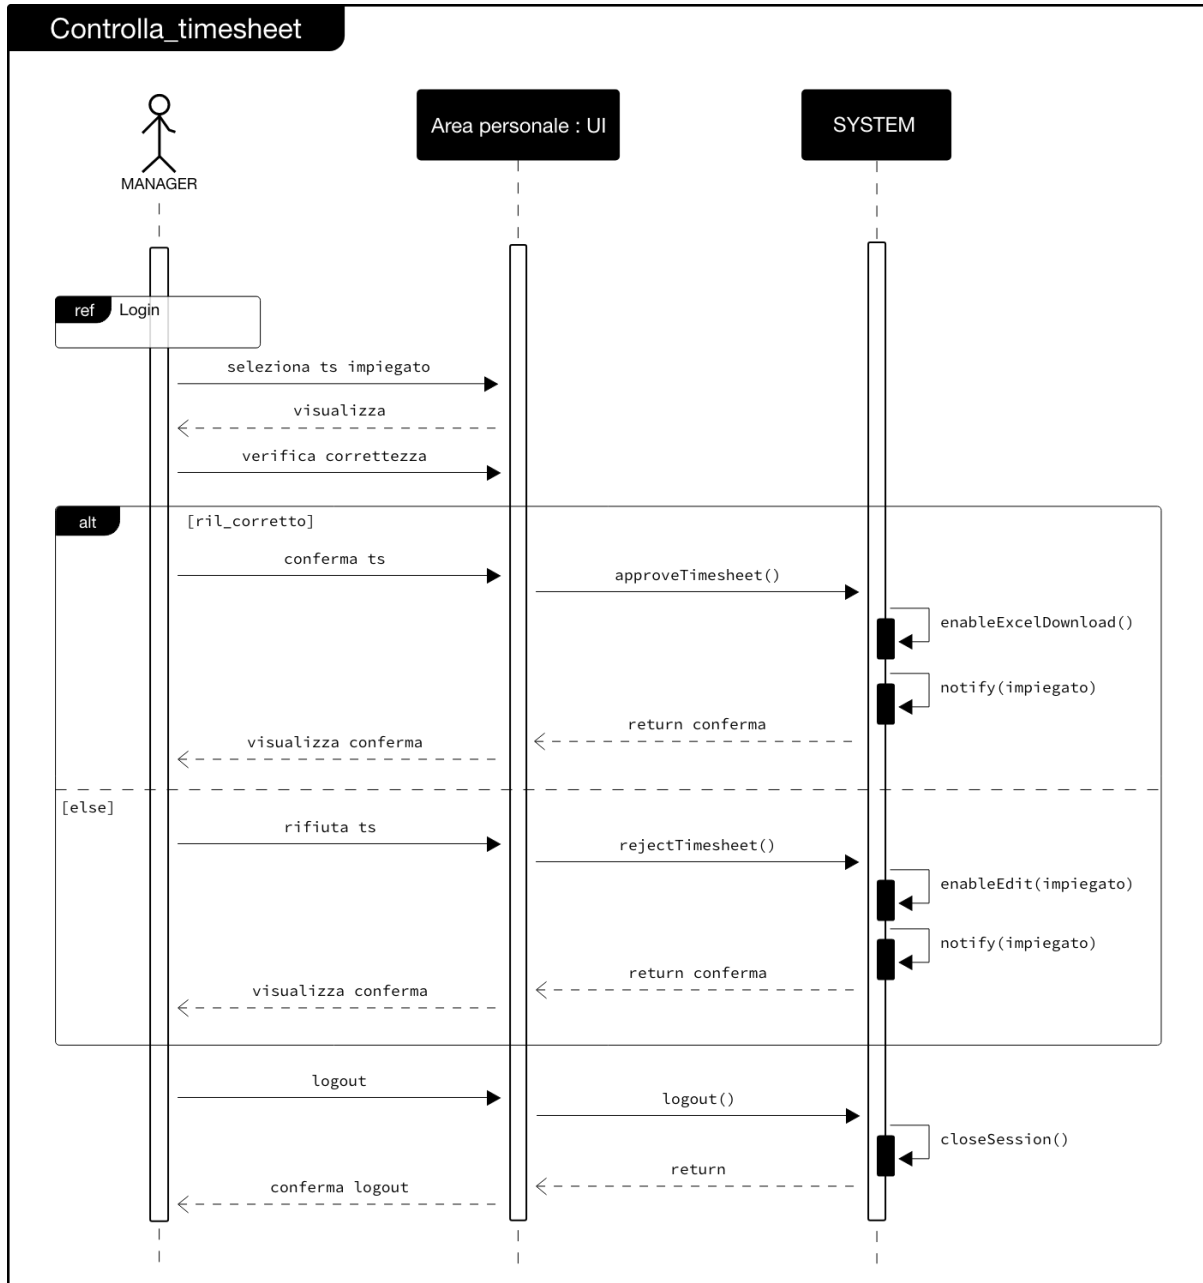 Controlla_timesheet
MANAGER
Area personale : UI
SYSTEM
ref
Login
seleziona ts impiegato
visualizza
verifica correttezza
alt
[ril_corretto]
conferma ts
approveTimesheet()
enableExcelDownload()
notify(impiegato)
return conferma
visualizza conferma
[else]
rifiuta ts
rejectTimesheet()
enableEdit(impiegato)
notify(impiegato)
return conferma
visualizza conferma
logout
logout()
closeSession()
return
conferma logout